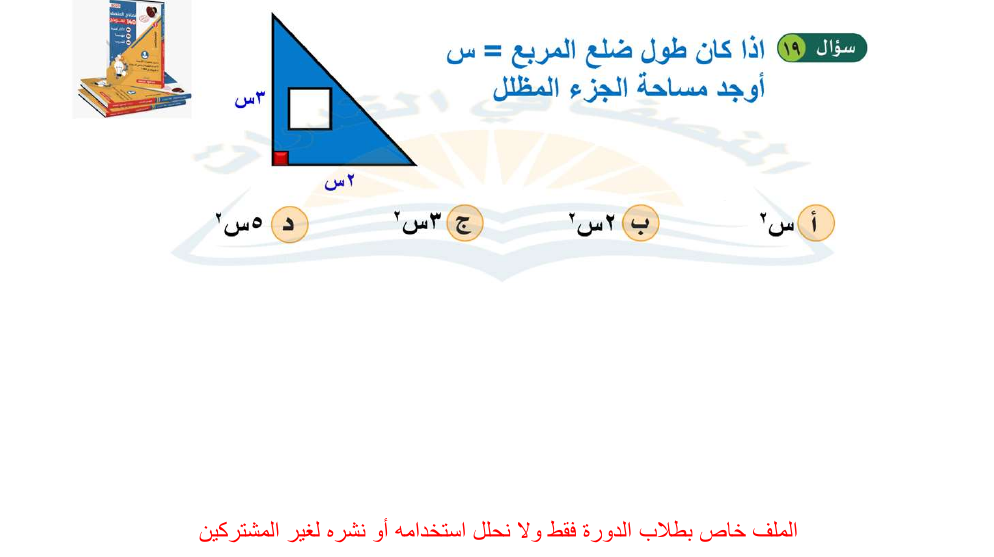 سؤال ١٩
اذا كان طول ضلع المربع = س
أوجد مساحة الجزء المظلل
٣س
٢س
أ س٢
ب ٢س٢
ج ٣س٢
د ٥س٢
الملف خاص بطلاب الدورة فقط ولا نحلل استخدامه أو نشره لغير المشتركين